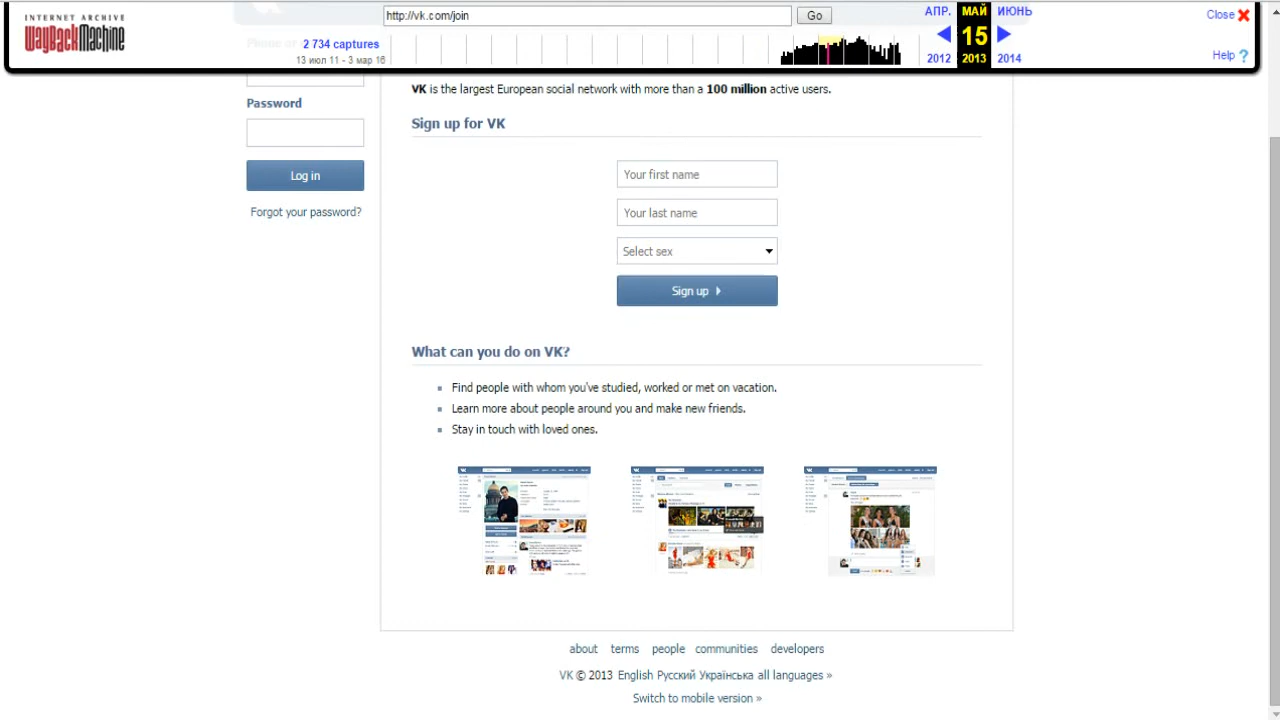 INTERNET ARCHIVE
WayBackMachine
http://vk.com/join
Go
2 734 captures
13 июл 11 - 3 мар 16
АПР.
МАЙ
ИЮНЬ
15
2012
2013
2014
Close
Help ?
Phone or
Password
Log in
Forgot your password?
VK is the largest European social network with more than a 100 million active users.
Sign up for VK
Your first name
Your last name
Select sex
Sign up
What can you do on VK?
Find people with whom you've studied, worked or met on vacation.
Learn more about people around you and make new friends.
Stay in touch with loved ones.
about terms people communities developers
VK © 2013 English Русский Українська all languages »
Switch to mobile version »